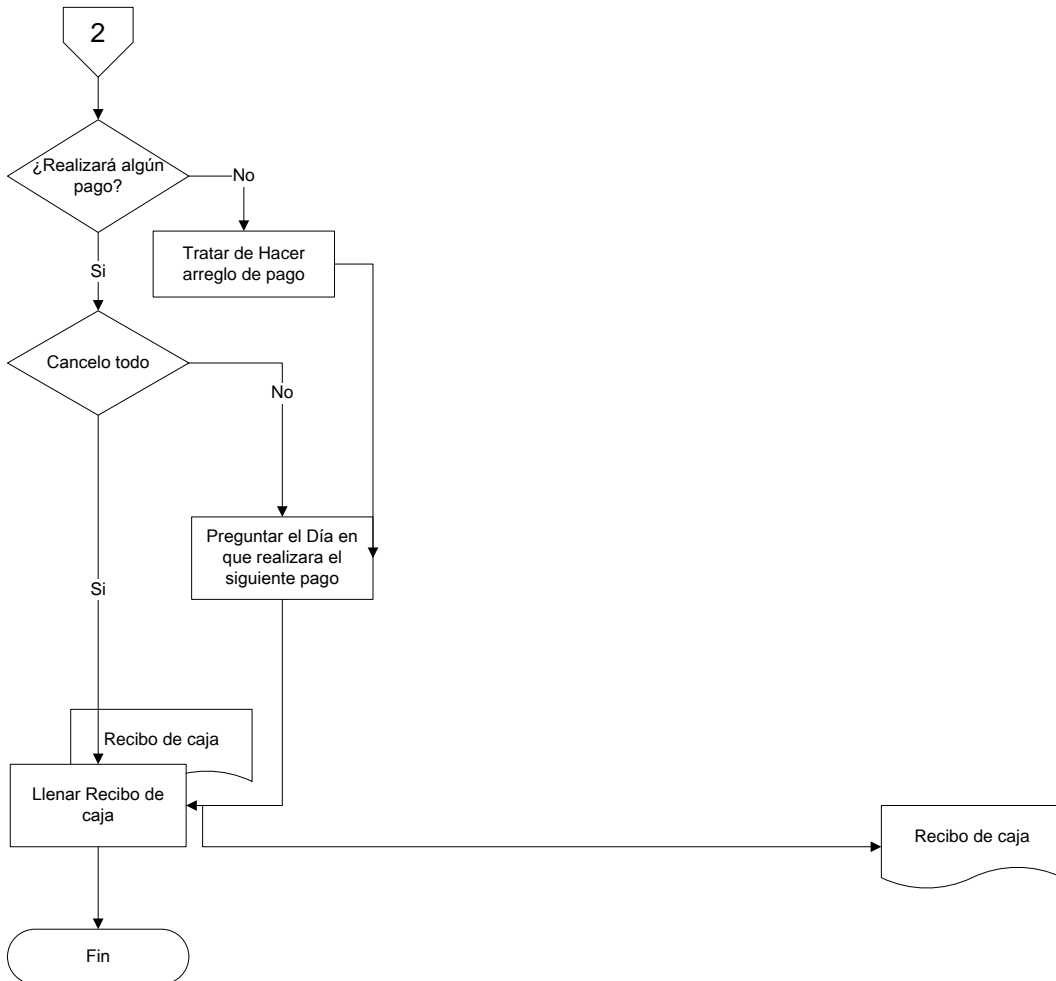 2
¿Realizará algún
pago?
No
Tratar de Hacer
arreglo de pago
Si
Cancelo todo
No
Preguntar el Día en
que realizara el
siguiente pago
Si
Recibo de caja
Llenar Recibo de
caja
Recibo de caja
Fin